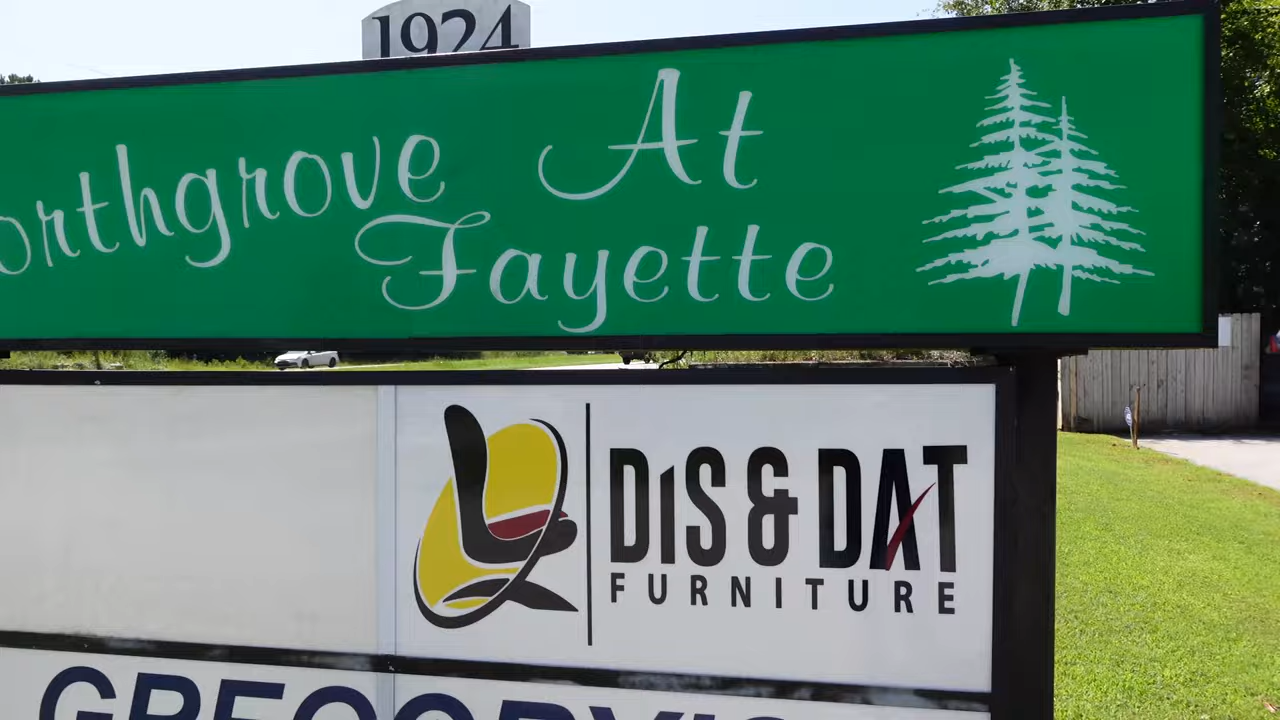 1924
orthgrove At
Fayette
DIS & DAT
FURNITURE